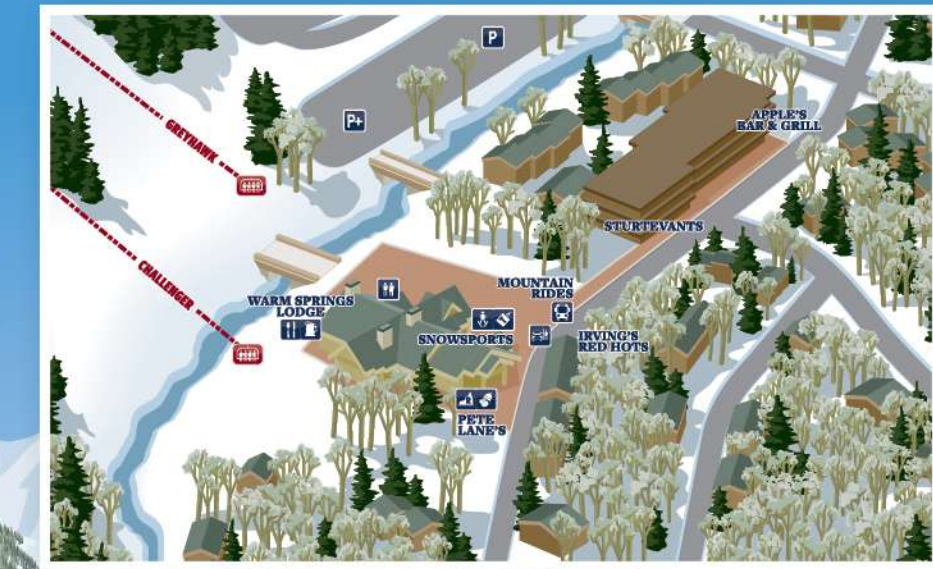 P
P+
GREYHAWK
APPLE'S
BAR & GRILL
STURTEVANTS
CHALLENGER
MOUNTAIN
RIDES
WARM SPRINGS
LODGE
SNOWSPORTS
IRVING'S
RED HOTS
PETE
LANE'S